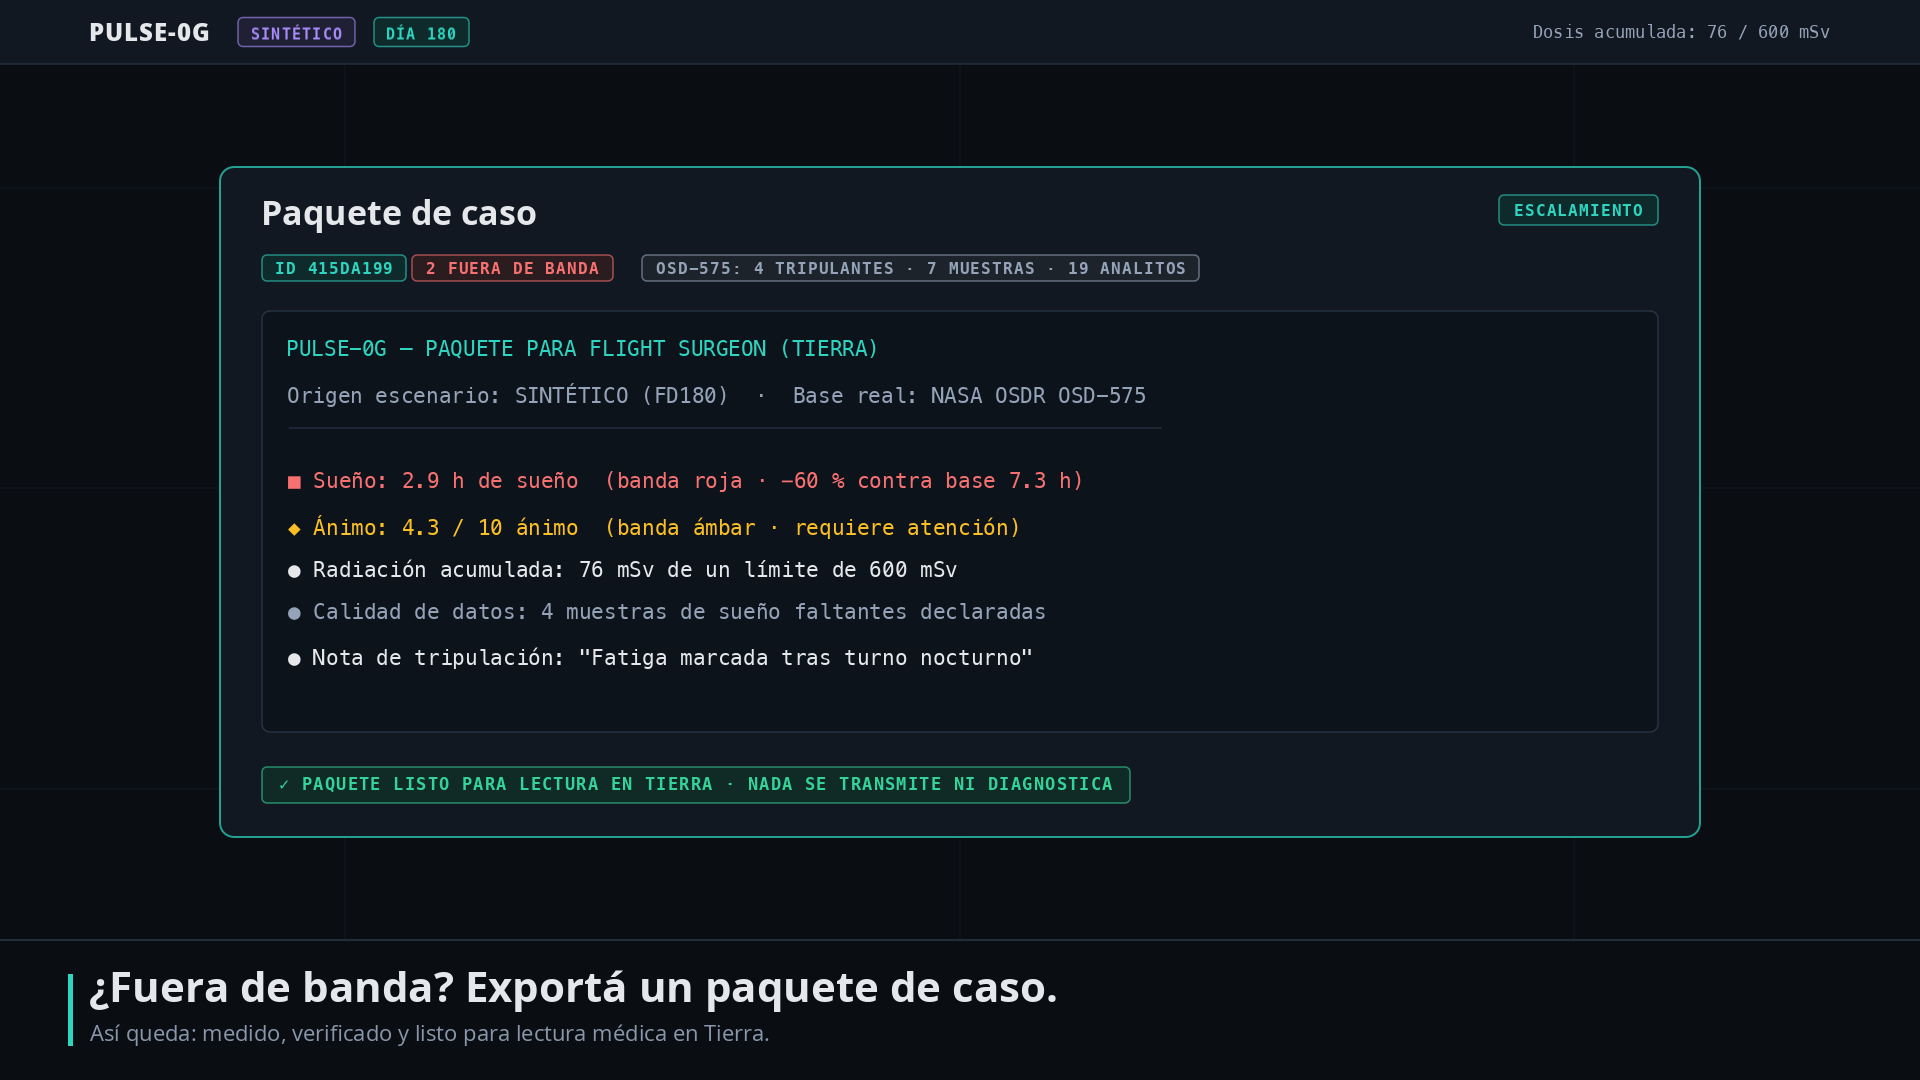 PULSE-0G SINTÉTICO DÍA 180 Dosis acumulada: 76 / 600 mSv
Paquete de caso ESCALAMIENTO
ID 415DA199 2 FUERA DE BANDA OSD−575: 4 TRIPULANTES · 7 MUESTRAS · 19 ANALITOS
PULSE−0G — PAQUETE PARA FLIGHT SURGEON (TIERRA)
Origen escenario: SINTÉTICO (FD180) · Base real: NASA OSDR OSD−575
■ Sueño: 2.9 h de sueño (banda roja · −60 % contra base 7.3 h)
◆ Ánimo: 4.3 / 10 ánimo (banda ámbar · requiere atención)
● Radiación acumulada: 76 mSv de un límite de 600 mSv
● Calidad de datos: 4 muestras de sueño faltantes declaradas
● Nota de tripulación: "Fatiga marcada tras turno nocturno"
✓ PAQUETE LISTO PARA LECTURA EN TIERRA · NADA SE TRANSMITE NI DIAGNOSTICA
¿Fuera de banda? Exportá un paquete de caso.
Así queda: medido, verificado y listo para lectura médica en Tierra.